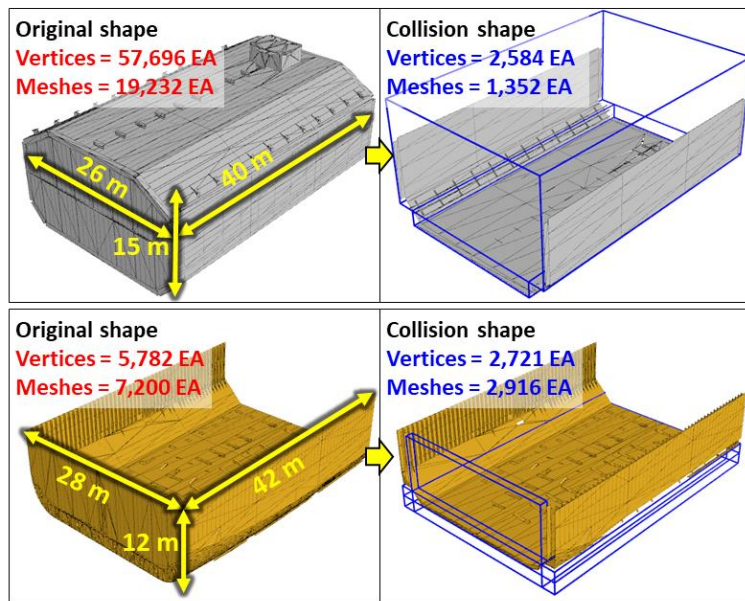 Original shape
Vertices = 57,696 EA
Meshes = 19,232 EA
26 m
40 m
15 m
Collision shape
Vertices = 2,584 EA
Meshes = 1,352 EA
Original shape
Vertices = 5,782 EA
Meshes = 7,200 EA
28 m
42 m
12 m
Collision shape
Vertices = 2,721 EA
Meshes = 2,916 EA